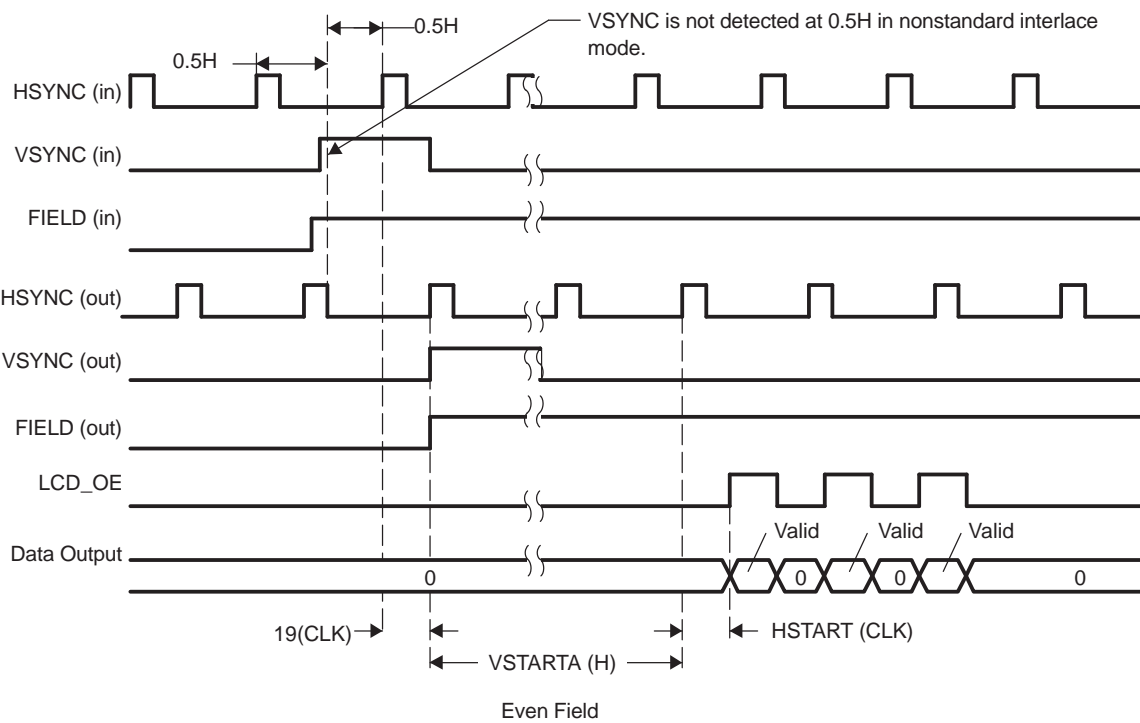 VSYNC is not detected at 0.5H in nonstandard interlace
mode.
0.5H
0.5H
HSYNC (in)
VSYNC (in)
FIELD (in)
HSYNC (out)
VSYNC (out)
FIELD (out)
LCD_OE
Valid Valid Valid
Data Output
0 0 0 0
19(CLK) HSTART (CLK)
VSTARTA (H)
Even Field